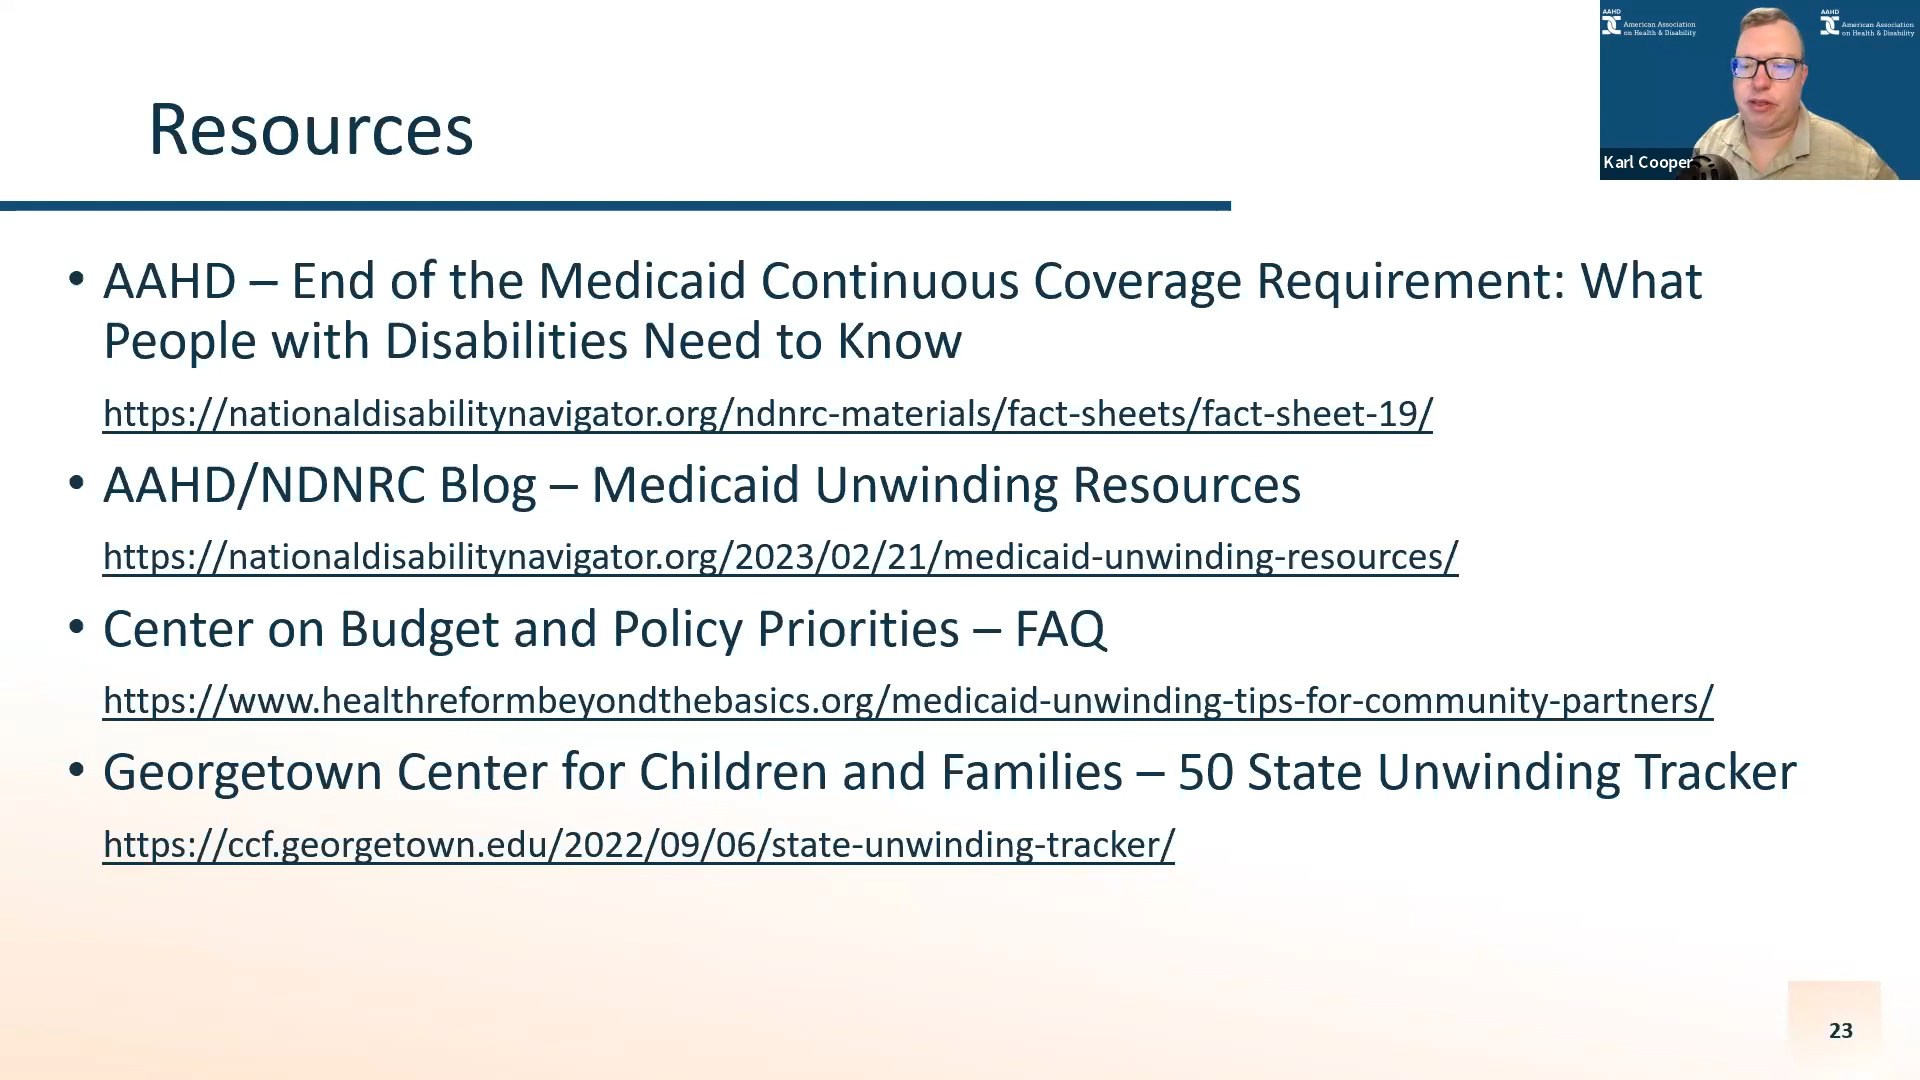 AAHD
American Association
on Health & Disability
AAHD
American Association
on Health & Disability
Karl Cooper
Resources
• AAHD – End of the Medicaid Continuous Coverage Requirement: What
People with Disabilities Need to Know
https://nationaldisabilitynavigator.org/ndnrc-materials/fact-sheets/fact-sheet-19/
• AAHD/NDNRC Blog – Medicaid Unwinding Resources
https://nationaldisabilitynavigator.org/2023/02/21/medicaid-unwinding-resources/
• Center on Budget and Policy Priorities – FAQ
https://www.healthreformbeyondthebasics.org/medicaid-unwinding-tips-for-community-partners/
• Georgetown Center for Children and Families – 50 State Unwinding Tracker
https://ccf.georgetown.edu/2022/09/06/state-unwinding-tracker/
23